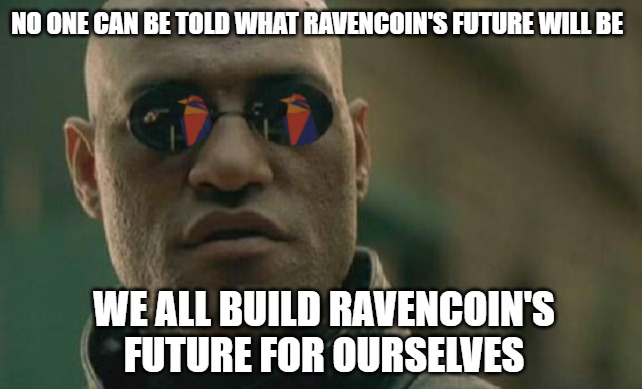 NO ONE CAN BE TOLD WHAT RAVENCOIN'S FUTURE WILL BE
WE ALL BUILD RAVENCOIN'S
FUTURE FOR OURSELVES